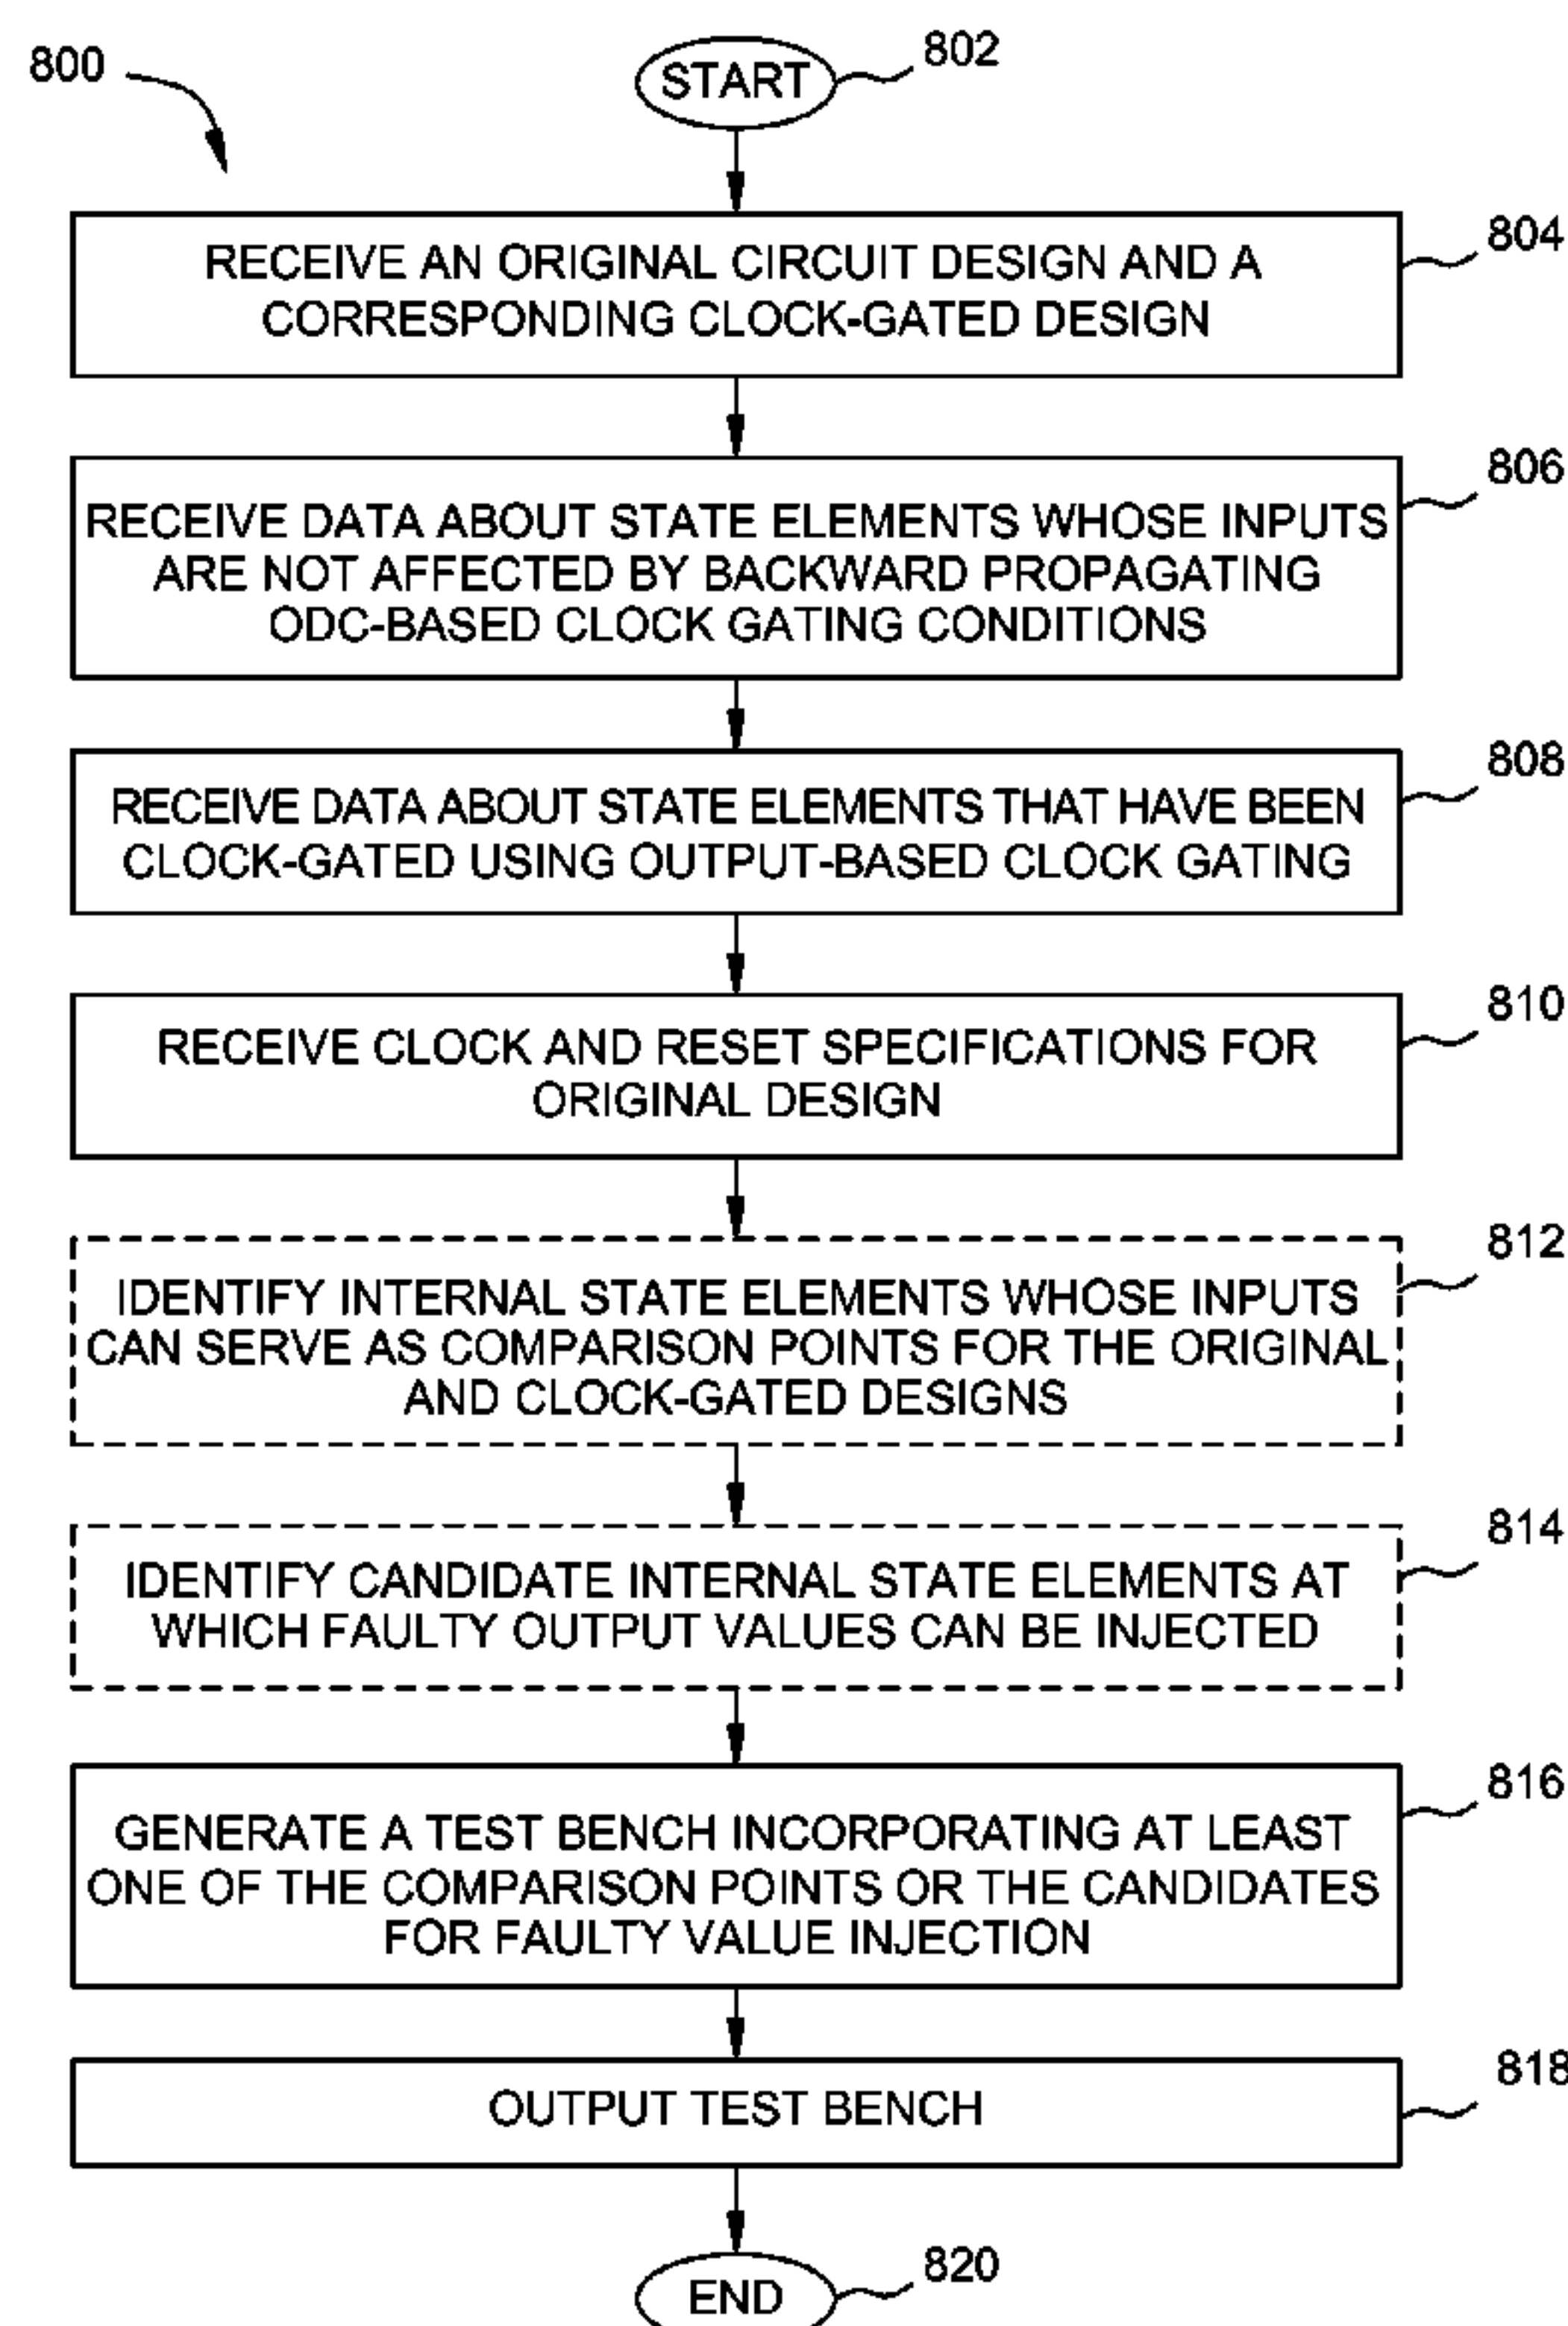 800
START
802
RECEIVE AN ORIGINAL CIRCUIT DESIGN AND A
CORRESPONDING CLOCK-GATED DESIGN
804
RECEIVE DATA ABOUT STATE ELEMENTS WHOSE INPUTS
ARE NOT AFFECTED BY BACKWARD PROPAGATING
ODC-BASED CLOCK GATING CONDITIONS
806
RECEIVE DATA ABOUT STATE ELEMENTS THAT HAVE BEEN
CLOCK-GATED USING OUTPUT-BASED CLOCK GATING
808
RECEIVE CLOCK AND RESET SPECIFICATIONS FOR
ORIGINAL DESIGN
810
IDENTIFY INTERNAL STATE ELEMENTS WHOSE INPUTS
CAN SERVE AS COMPARISON POINTS FOR THE ORIGINAL
AND CLOCK-GATED DESIGNS
812
IDENTIFY CANDIDATE INTERNAL STATE ELEMENTS AT
WHICH FAULTY OUTPUT VALUES CAN BE INJECTED
814
GENERATE A TEST BENCH INCORPORATING AT LEAST
ONE OF THE COMPARISON POINTS OR THE CANDIDATES
FOR FAULTY VALUE INJECTION
816
OUTPUT TEST BENCH
818
END
820